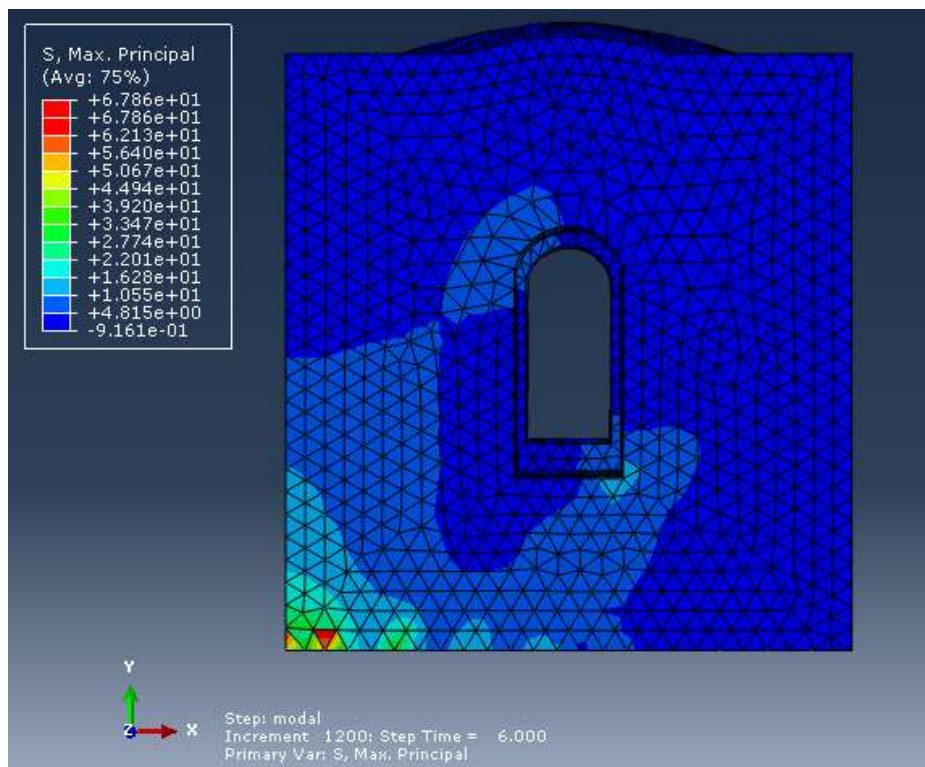 S, Max. Principal
(Avg: 75%)
+6.786e+01
+6.786e+01
+6.213e+01
+5.640e+01
+5.067e+01
+4.494e+01
+3.920e+01
+3.347e+01
+2.774e+01
+2.201e+01
+1.628e+01
+1.055e+01
+4.815e+00
-9.161e-01
Y
Z X
Step: modal
Increment 1200: Step Time = 6.000
Primary Var: S, Max. Principal